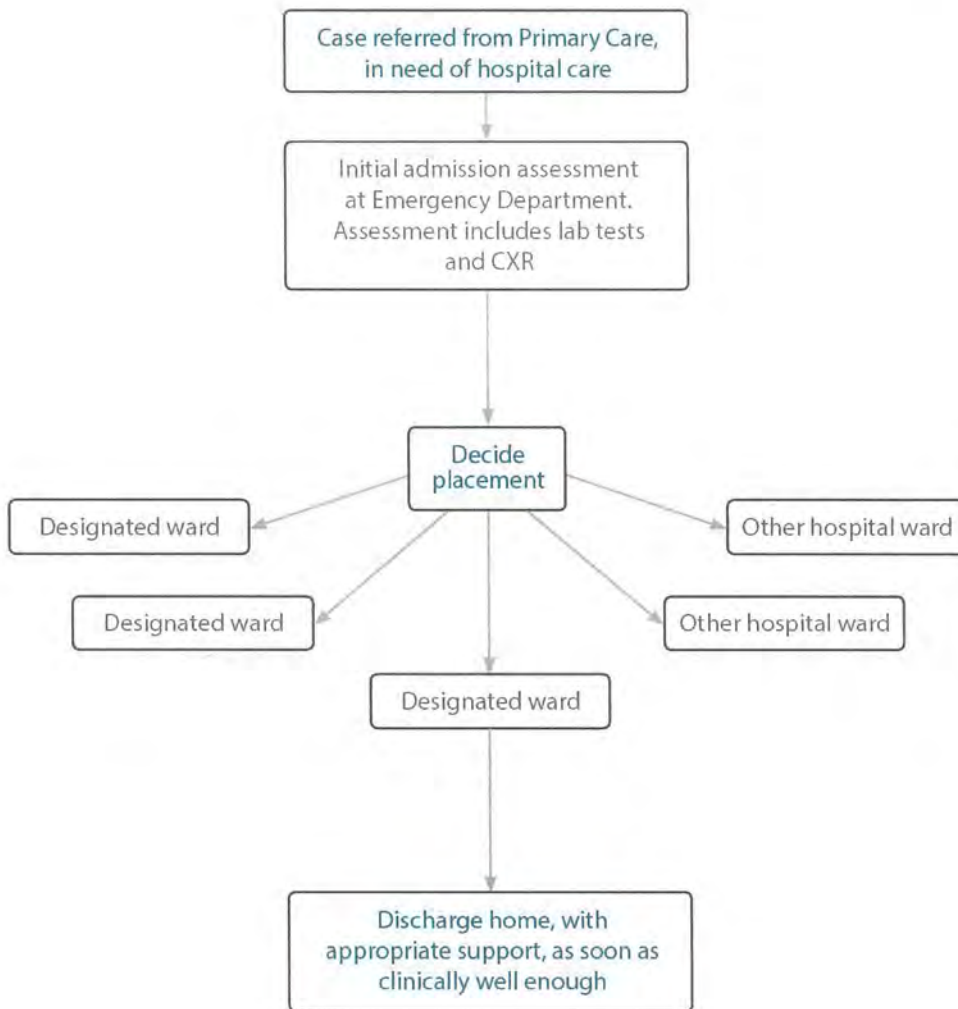 Case referred from Primary Care,
in need of hospital care
Initial admission assessment
at Emergency Department.
Assessment includes lab tests
and CXR
Decide
placement
Designated ward
Other hospital ward
Designated ward
Other hospital ward
Designated ward
Discharge home, with
appropriate support, as soon as
clinically well enough